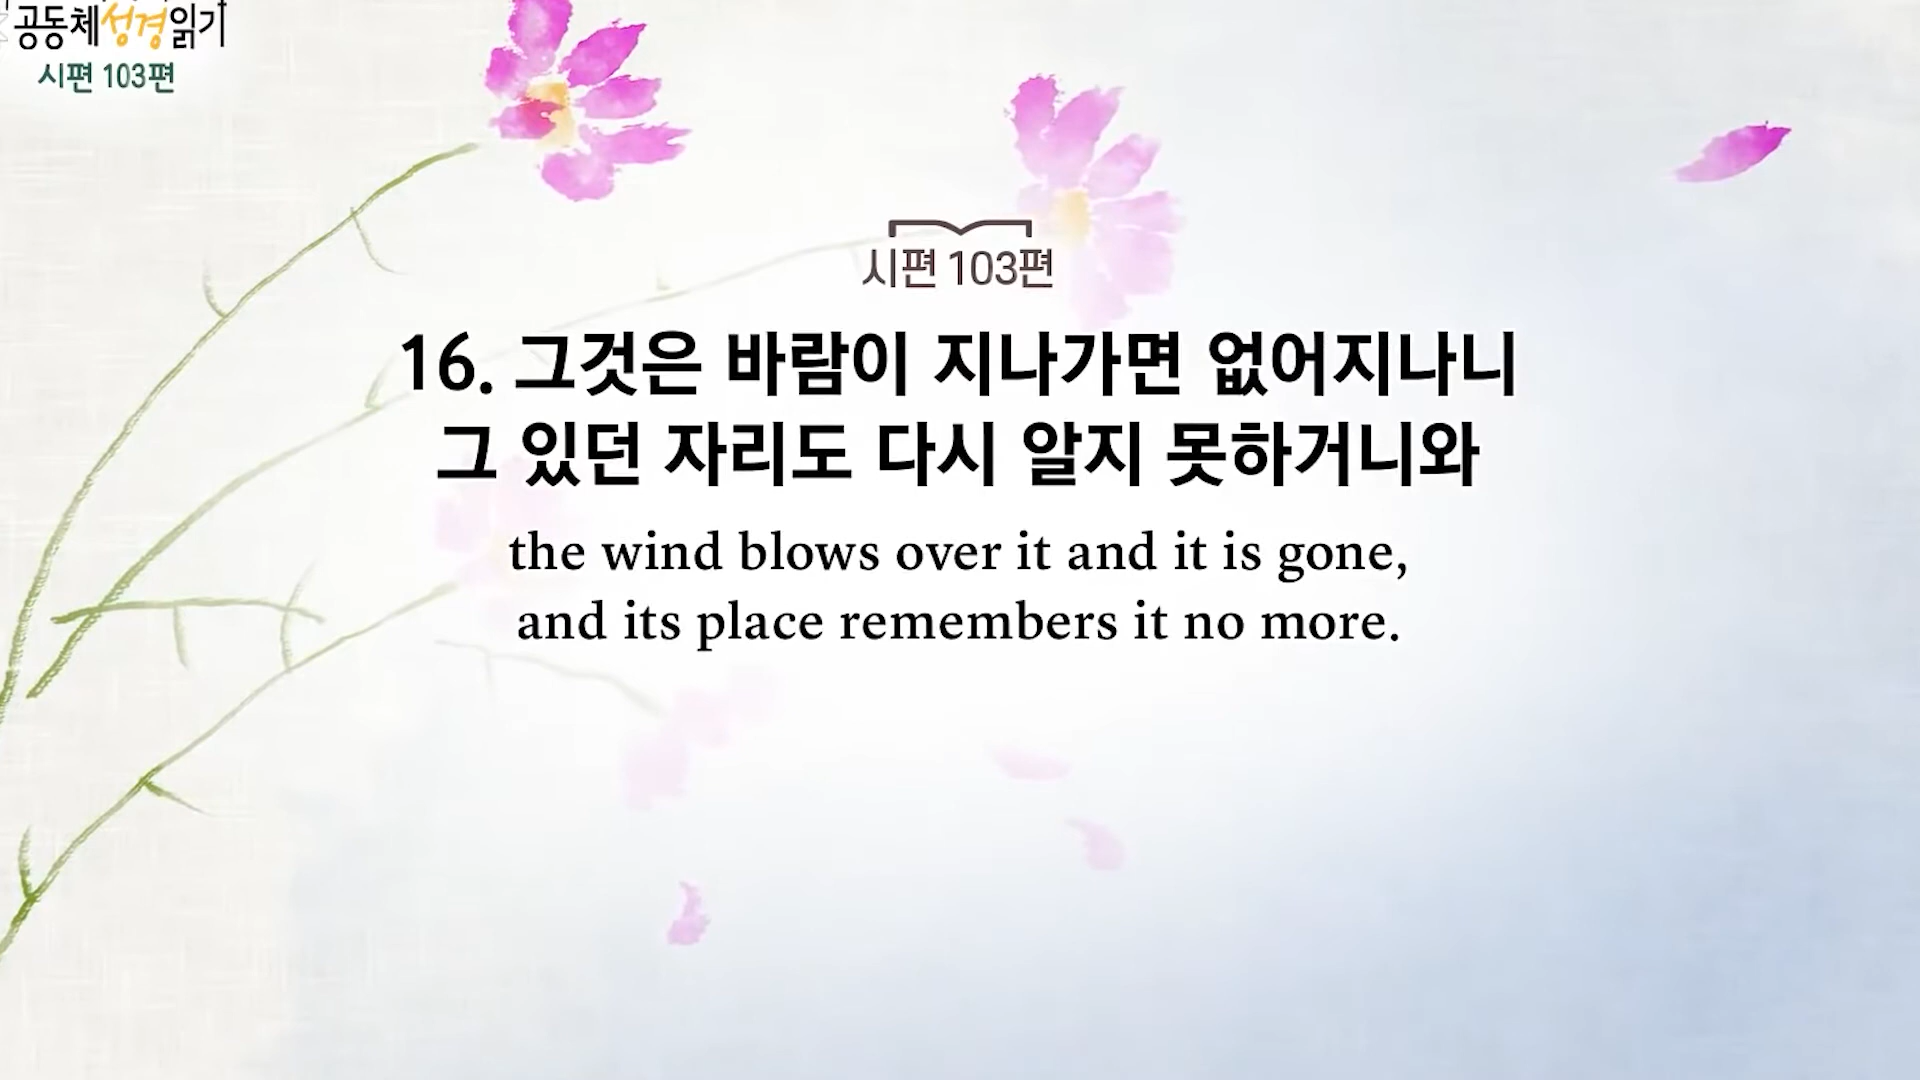 공동체성경읽기
시편 103편
시편 103편
16. 그것은 바람이 지나가면 없어지나니
그 있던 자리도 다시 알지 못하거니와
the wind blows over it and it is gone,
and its place remembers it no more.